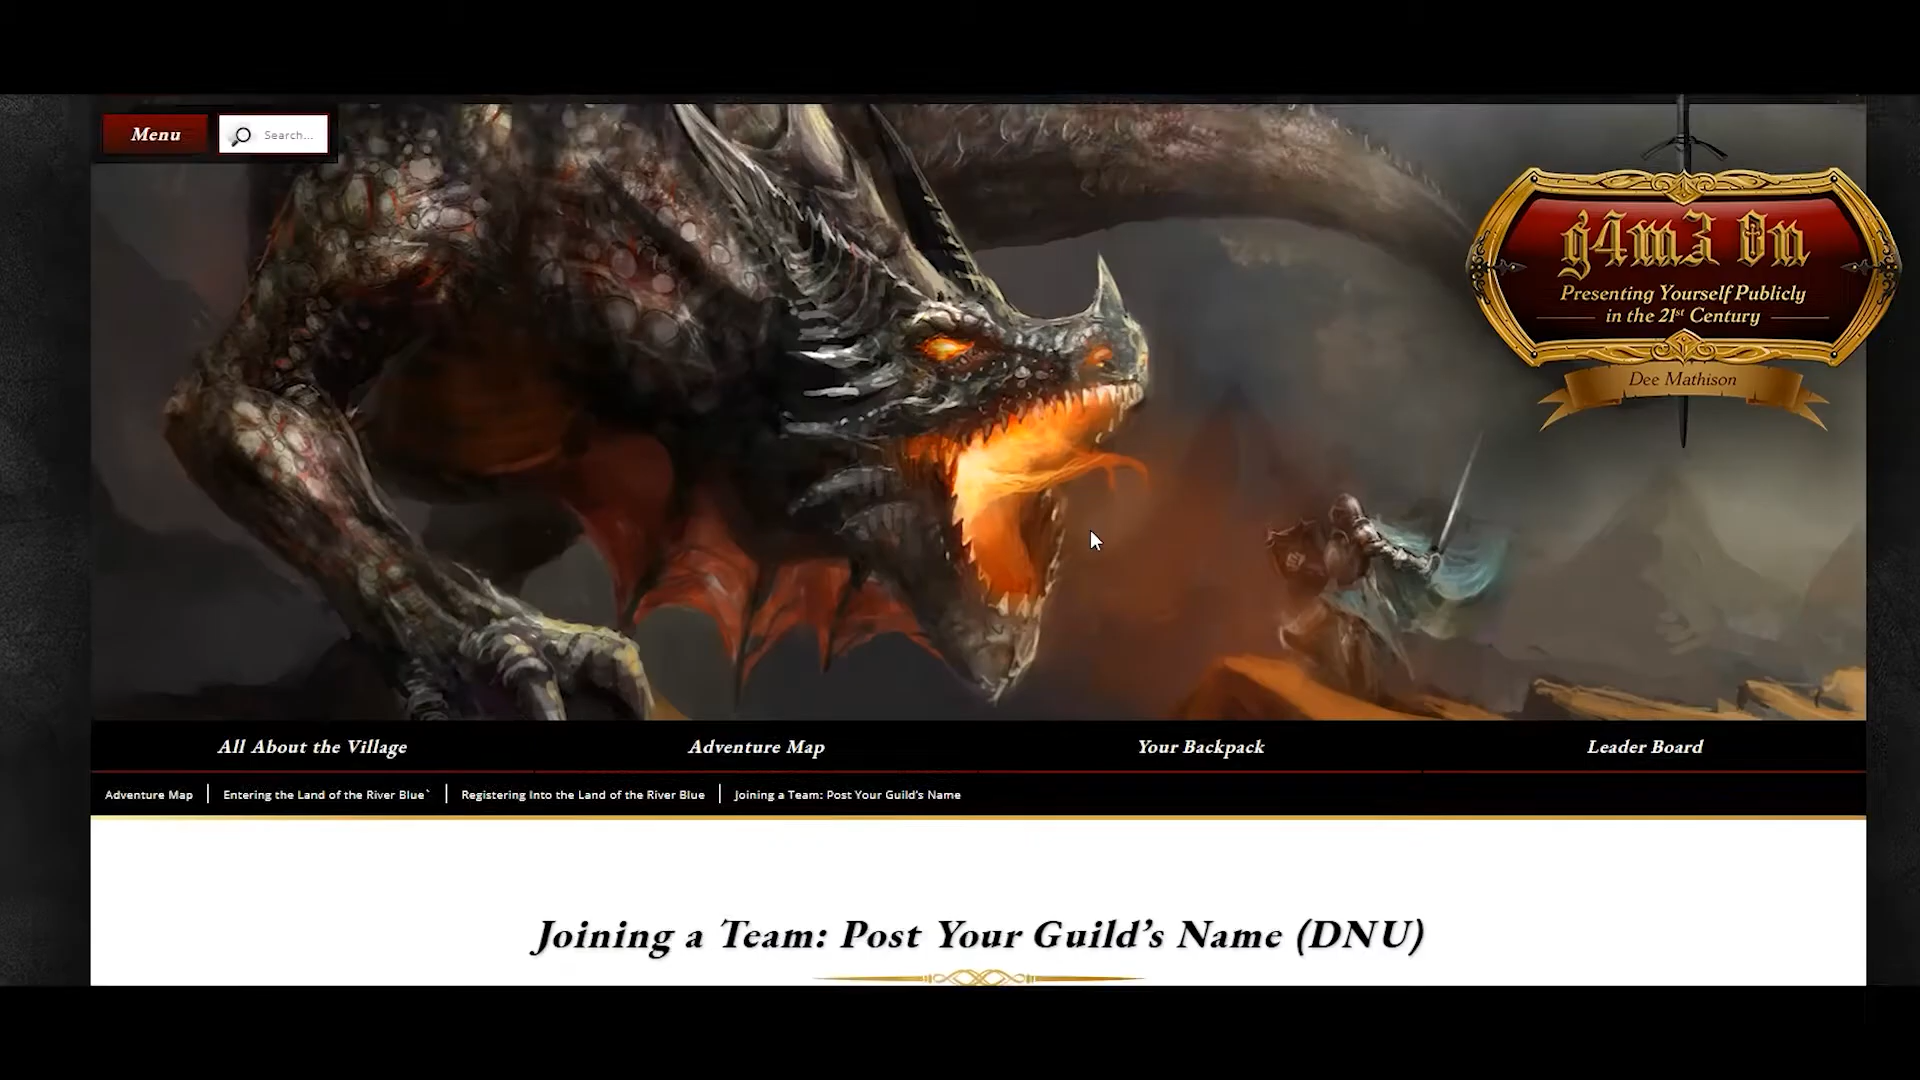 Menu
Search...
g4m3 0n
Presenting Yourself Publicly
in the 21st Century
Dee Mathison
All About the Village
Adventure Map
Your Backpack
Leader Board
Adventure Map
Entering the Land of the River Blue`
Registering Into the Land of the River Blue
Joining a Team: Post Your Guild's Name
Joining a Team: Post Your Guild's Name (DNU)